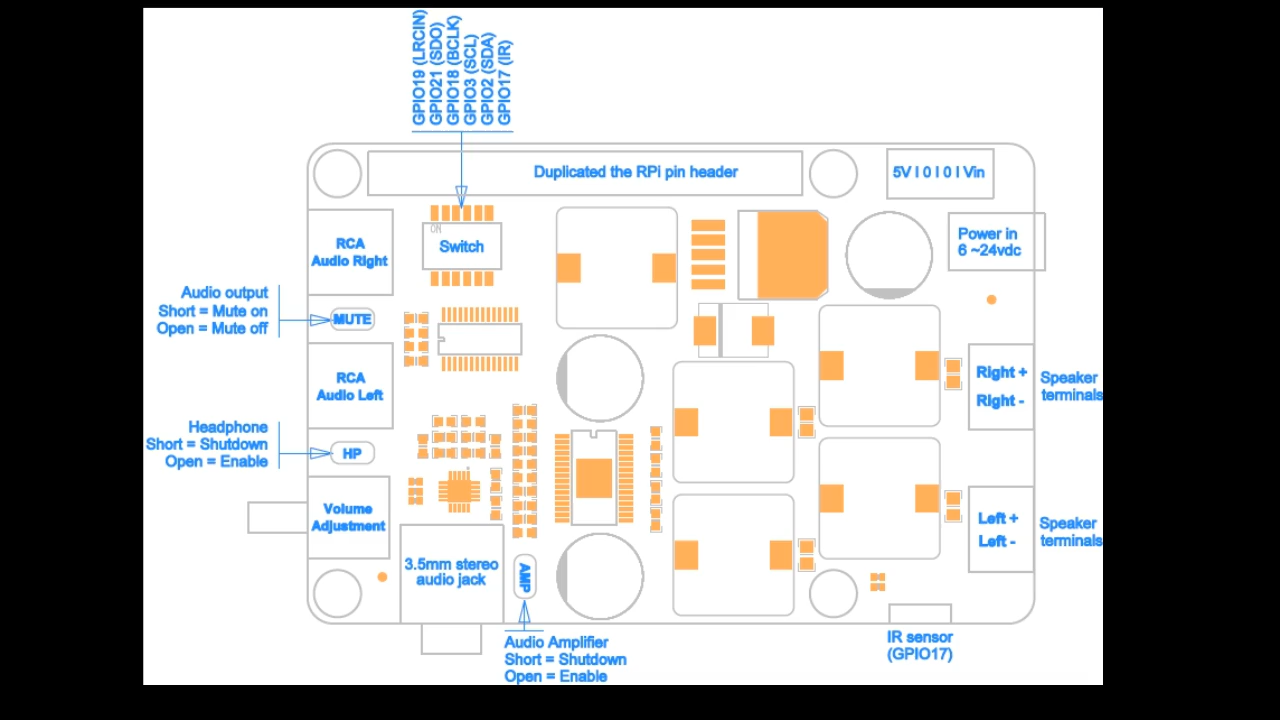 GPIO19 (LRCIN)
GPIO21 (SDO)
GPIO18 (BCLK)
GPIO3 (SCL)
GPIO2 (SDA)
GPIO17 (IR)
Duplicated the RPi pin header
5V I 0 I 0 I Vin
ON
Switch
RCA
Audio Right
Power in
6 ~24vdc
Audio output
Short = Mute on
Open = Mute off
MUTE
RCA
Audio Left
Right +
Right -
Speaker
terminals
Headphone
Short = Shutdown
Open = Enable
HP
Volume
Adjustment
Left +
Left -
Speaker
terminals
3.5mm stereo
audio jack
AMP
Audio Amplifier
Short = Shutdown
Open = Enable
IR sensor
(GPIO17)